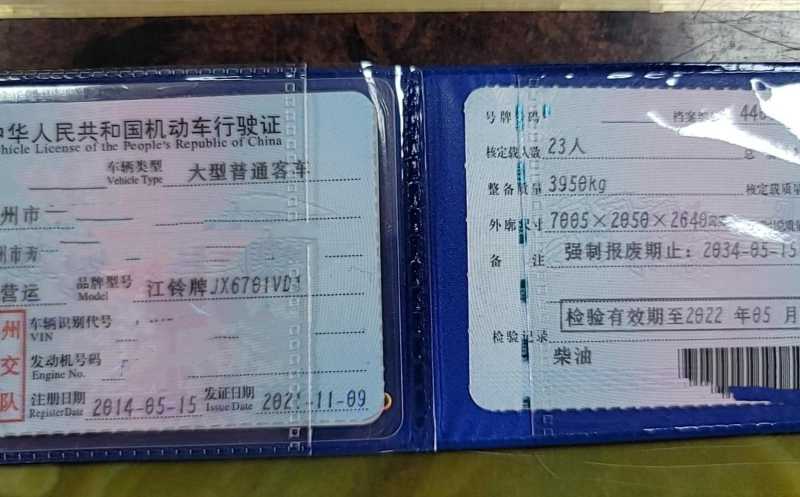 中华人民共和国机动车行驶证
Vehicle License of the People's Republic of China
车辆类型 大型普通客车
Vehicle Type
州市
州市
营运 品牌型号 江铃牌JX6701VD1
Model
州 车辆识别代号
VIN
交 发动机号码
Engine No.
队 注册日期 2014-05-15 发证日期 2021-11-09
Register Date Issue Date
号牌号码 档案编号 440
核定载人数 23人 总
整备质量 3950kg 核定载质量
外廓尺寸 7005×2050×2640
备注 强制报废期止：2034-05-15
检验有效期至2022 年05 月
检验记录
柴油